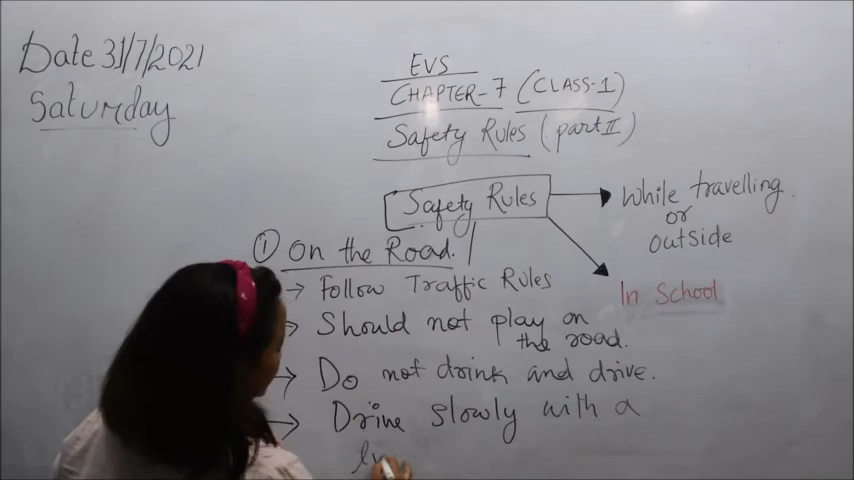 Date 31/7/2021
Saturday
EVS
CHAPTER-7 (CLASS-1)
Safety Rules (part II)
Safety Rules
While travelling
or
outside
In School
① On the Road.
→ Follow Traffic Rules
→ Should not play on
the road.
→ Do not drink and drive.
→ Drive slowly with a